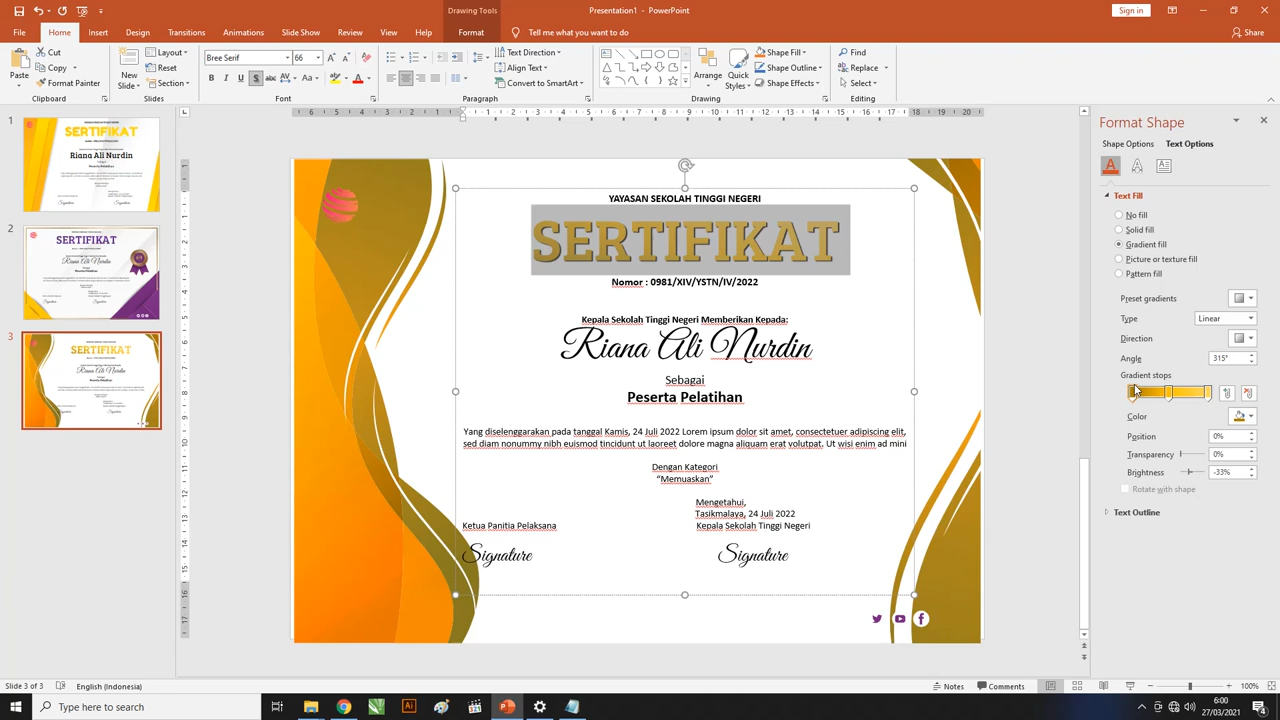 Drawing Tools
Presentation1 - PowerPoint
Sign in
File
Home
Insert
Design
Transitions
Animations
Slide Show
Review
View
Help
Format
Tell me what you want to do
Share
Paste
Cut
Copy
Format Painter
Clipboard
New
Slide
Layout
Reset
Section
Slides
Bree Serif
66
Font
Text Direction
Align Text
Convert to SmartArt
Paragraph
Arrange
Quick
Styles
Shape Fill
Shape Outline
Shape Effects
Drawing
Find
Replace
Select
Editing
1
SERTIFIKAT
Riana Ali Nurdin
2
SERTIFIKAT
Riana Ali Nurdin
3
SERTIFIKAT
Riana Ali Nurdin
YAYASAN SEKOLAH TINGGI NEGERI
SERTIFIKAT
Nomor : 0981/XIV/YSTN/IV/2022
Kepala Sekolah Tinggi Negeri Memberikan Kepada:
Riana Ali Nurdin
Sebagai
Peserta Pelatihan
Yang diselenggarakan pada tanggal Kamis, 24 Juli 2022 Lorem ipsum dolor sit amet, consectetuer adipiscing elit,
sed diam nonummy nibh euismod tincidunt ut laoreet dolore magna aliquam erat volutpat. Ut wisi enim ad mini
Dengan Kategori
“Memuaskan”
Mengetahui,
Tasikmalaya, 24 Juli 2022
Ketua Panitia Pelaksana
Kepala Sekolah Tinggi Negeri
Signature
Signature
Format Shape
Shape Options
Text Options
Text Fill
No fill
Solid fill
Gradient fill
Picture or texture fill
Pattern fill
Preset gradients
Type
Linear
Direction
Angle
315°
Gradient stops
Color
Position
0%
Transparency
0%
Brightness
-33%
Rotate with shape
Text Outline
Slide 3 of 3
English (Indonesia)
Notes
Comments
100%
Type here to search
6:00
27/03/2021